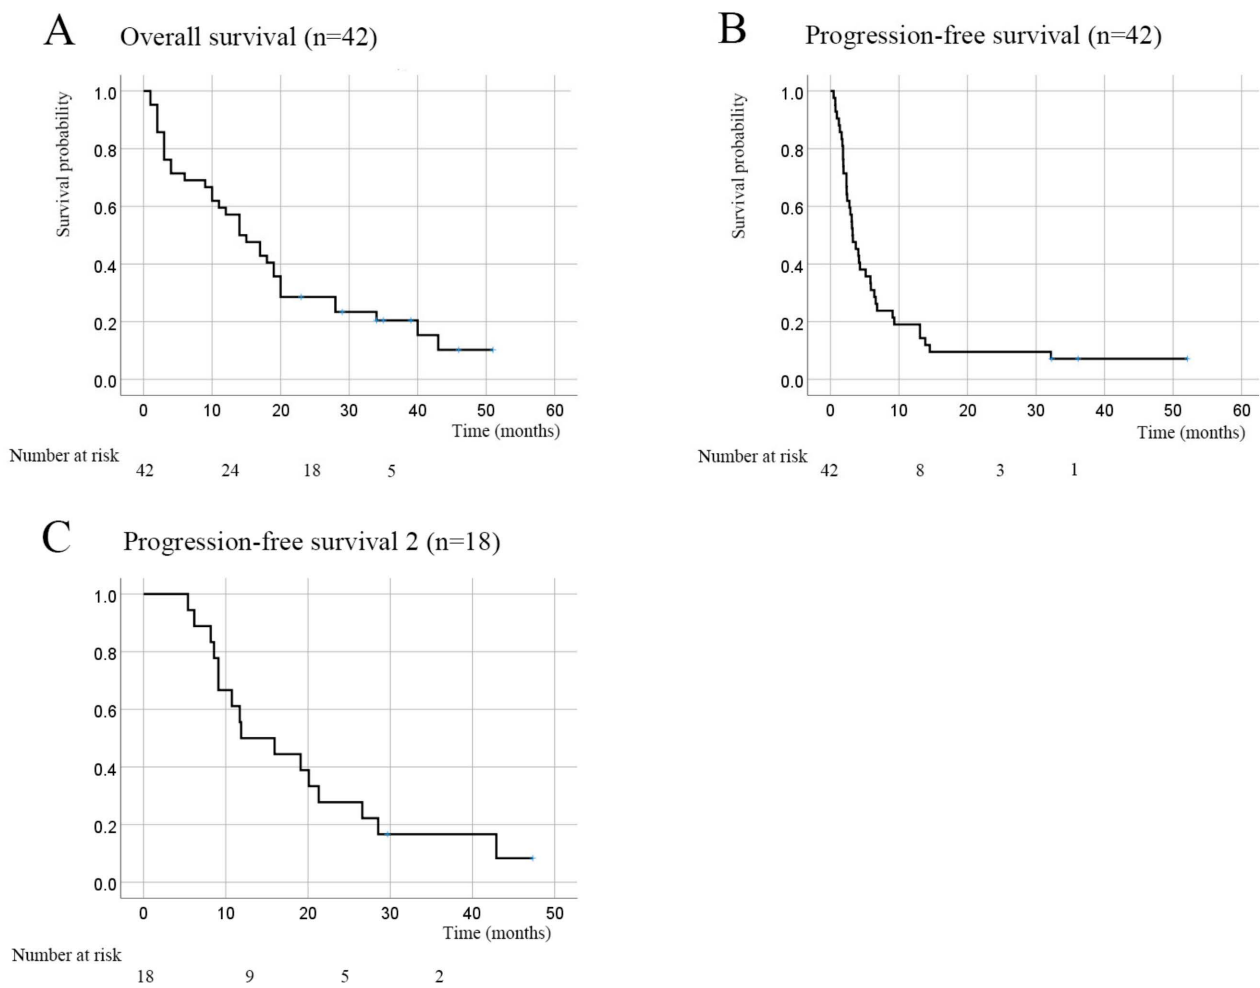 A Overall survival (n=42)
Survival probability
1.0
0.8
0.6
0.4
0.2
0.0
0 10 20 30 40 50 60
Time (months)
Number at risk
42 24 18 5
B Progression-free survival (n=42)
Survival probability
1.0
0.8
0.6
0.4
0.2
0.0
0 10 20 30 40 50 60
Time (months)
Number at risk
42 8 3 1
C Progression-free survival 2 (n=18)
1.0
0.8
0.6
0.4
0.2
0.0
0 10 20 30 40 50
Time (months)
Number at risk
18 9 5 2